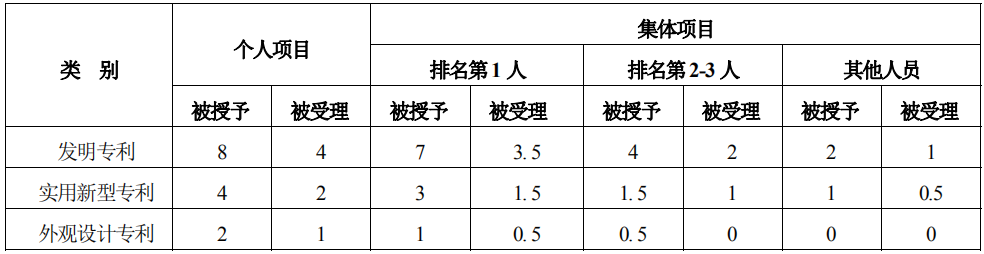 集体项目
个人项目
类 别
排名第1人 排名第2-3人 其他人员
被授予 被受理 被授予 被受理 被授予 被受理 被授予 被受理
发明专利 8 4 7 3.5 4 2 2 1
实用新型专利 4 2 3 1.5 1.5 1 1 0.5
外观设计专利 2 1 1 0.5 0.5 0 0 0